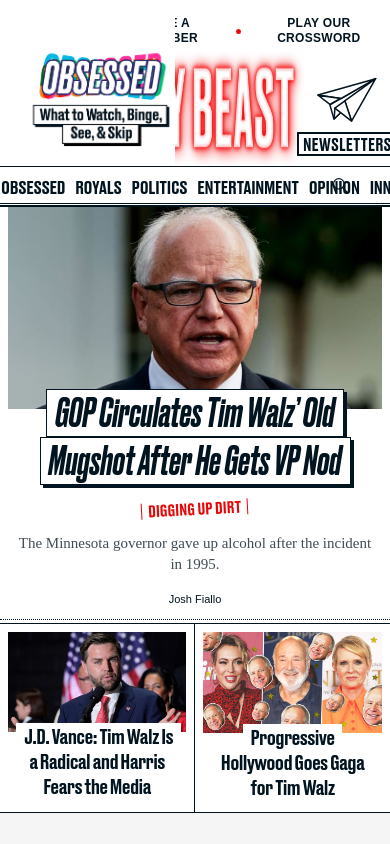 E A
BER
PLAY OUR
CROSSWORD
OBSESSED
What to Watch, Binge,
See, & Skip
Y BEAST
NEWSLETTERS
OBSESSED ROYALS POLITICS ENTERTAINMENT OPINION INN
GOP Circulates Tim Walz’ Old
Mugshot After He Gets VP Nod
DIGGING UP DIRT
The Minnesota governor gave up alcohol after the incident
in 1995.
Josh Fiallo
J.D. Vance: Tim Walz Is
a Radical and Harris
Fears the Media
Progressive
Hollywood Goes Gaga
for Tim Walz